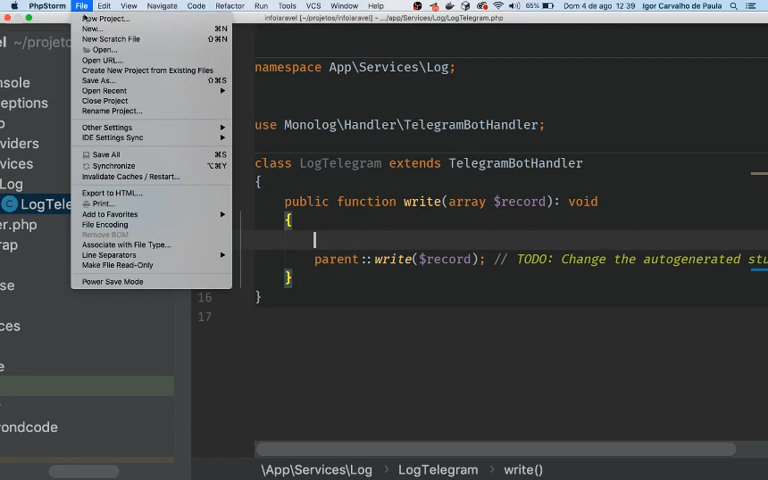 PhpStorm File Edit View Navigate Code Refactor Run Tools VCS Window Help 65% Dom 4 de ago 12 39 Igor Carvalho de Paula
infolaravel [~/projetos/infolaravel] – .../app/Services/Log/LogTelegram.php
New Project...
New... ⌘N
New Scratch File ⇧⌘N
Open...
Open URL...
Create New Project from Existing Files
Save As... ⇧⌘S
Open Recent
Close Project
Rename Project...
Other Settings
IDE Settings Sync
Save All ⌘S
Synchronize ⌥⌘Y
Invalidate Caches / Restart...
Export to HTML...
Print...
Add to Favorites
File Encoding
Remove BOM
Associate with File Type...
Line Separators
Make File Read-Only
Power Save Mode
el ~/projeto
nsole
ceptions
p
viders
vices
Log
LogTele
er.php
rap
se
ces
e
ondcode
namespace App\Services\Log;
use Monolog\Handler\TelegramBotHandler;
class LogTelegram extends TelegramBotHandler
{
public function write(array $record): void
{
parent::write($record); // TODO: Change the autogenerated stu
}
16 }
17
\App\Services\Log LogTelegram write()